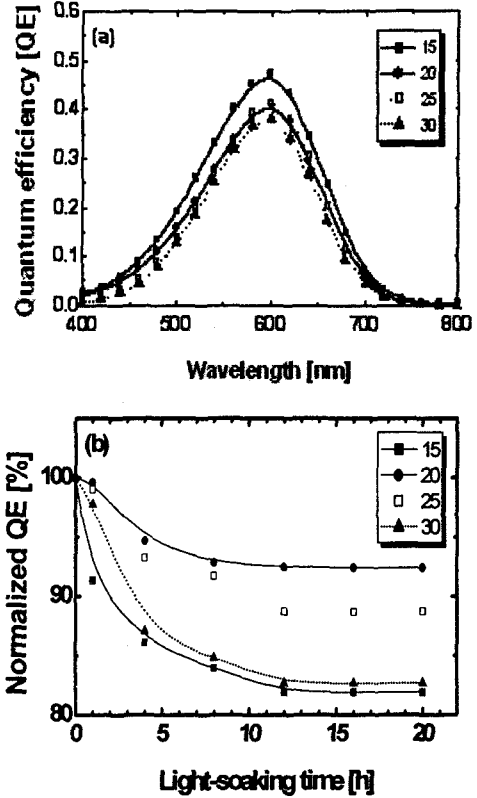 0.6
(a)
15
20
25
30
0.5
0.4
0.3
0.2
0.1
0.0
Quantum efficiency [QE]
400 500 600 700 800
Wavelength [nm]
(b)
15
20
25
30
100
90
80
Normalized QE [%]
0 5 10 15 20
Light-soaking time [h]